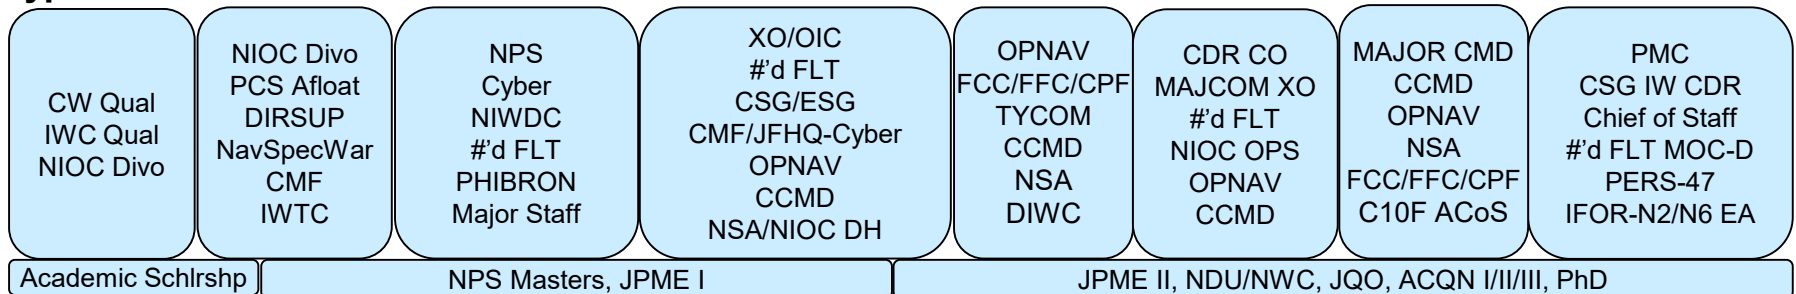 CW Qual
IWC Qual
NIOC Divo
NIOC Divo
PCS Afloat
DIRSUP
NavSpecWar
CMF
IWTC
NPS
Cyber
NIWDC
#'d FLT
PHIBRON
Major Staff
XO/OIC
#'d FLT
CSG/ESG
CMF/JFHQ-Cyber
OPNAV
CCMD
NSA/NIOC DH
OPNAV
FCC/FFC/CPF
TYCOM
CCMD
NSA
DIWC
CDR CO
MAJCOM XO
#'d FLT
NIOC OPS
OPNAV
CCMD
MAJOR CMD
CCMD
OPNAV
NSA
FCC/FFC/CPF
C10F ACoS
PMC
CSG IW CDR
Chief of Staff
#'d FLT MOC-D
PERS-47
IFOR-N2/N6 EA
Academic Schlrshp
NPS Masters, JPME I
JPME II, NDU/NWC, JQO, ACQN I/II/III, PhD